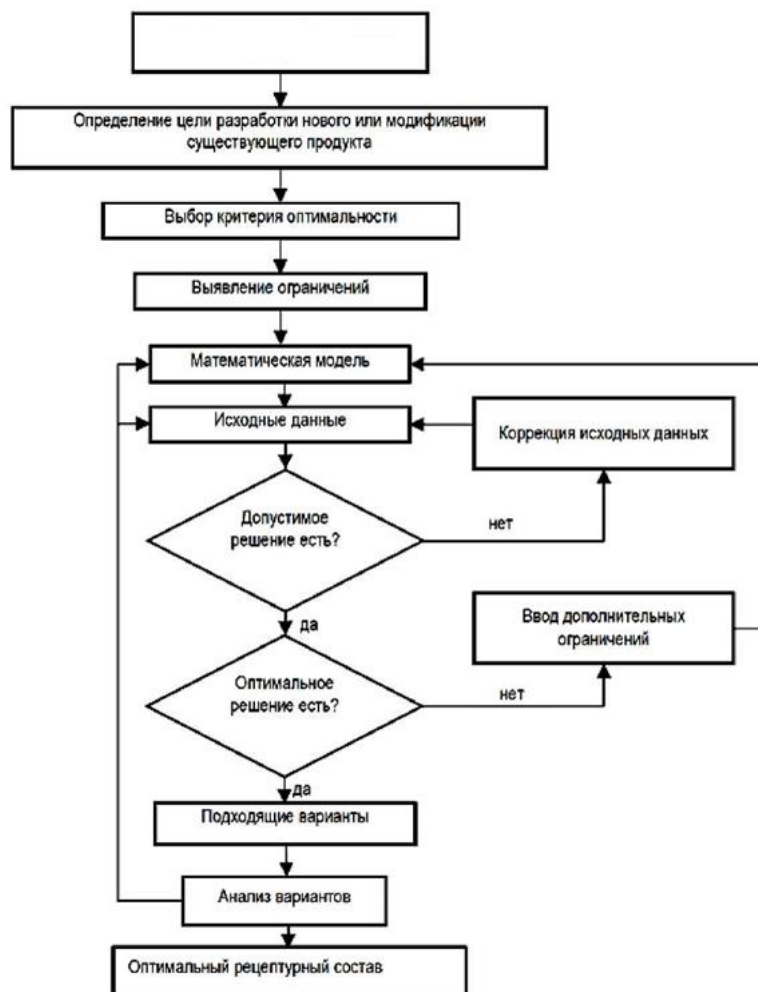 Определение цели разработки нового или модификации
существующего продукта
Выбор критерия оптимальности
Выявление ограничений
Математическая модель
Исходные данные
Коррекция исходных данных
Допустимое
решение есть?
нет
да
Ввод дополнительных
ограничений
Оптимальное
решение есть?
нет
да
Подходящие варианты
Анализ вариантов
Оптимальный рецептурный состав